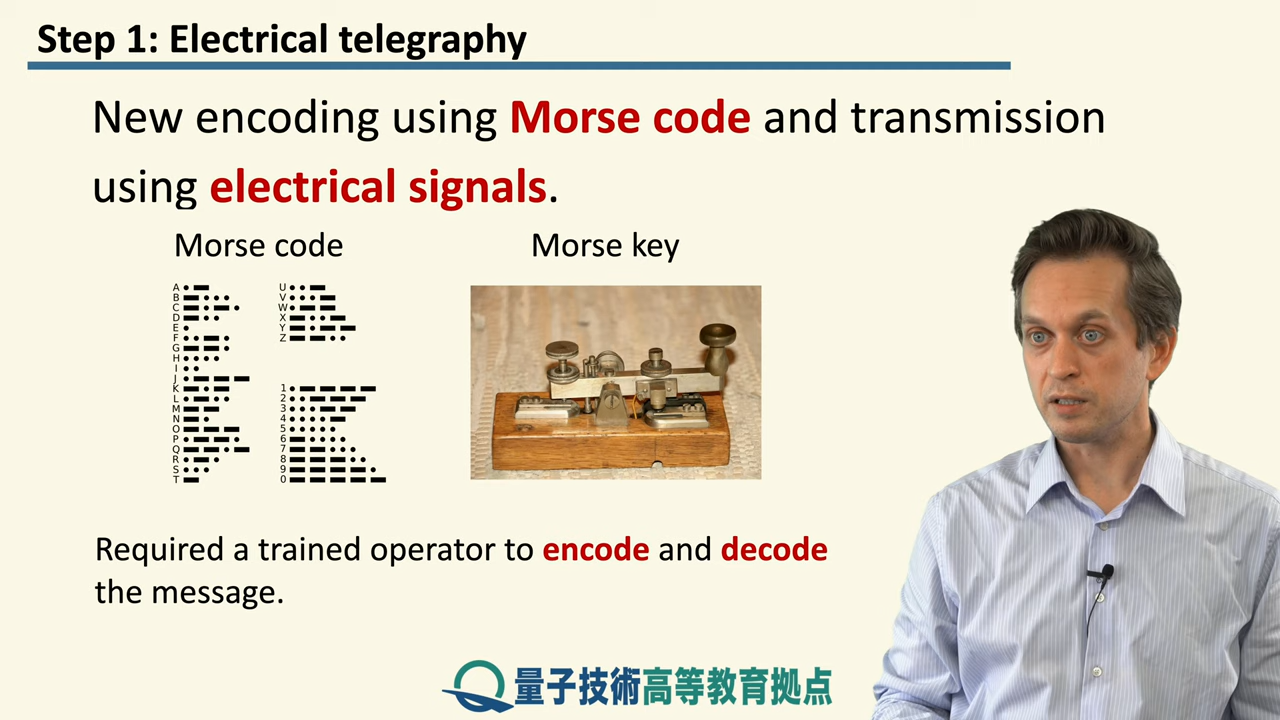 Step 1: Electrical telegraphy
New encoding using Morse code and transmission
using electrical signals.
Morse code
Morse key
A
B
C
D
E
F
G
H
I
J
K
L
M
N
O
P
Q
R
S
T
U
V
W
X
Y
Z
1
2
3
4
5
6
7
8
9
0
Required a trained operator to encode and decode
the message.
量子技術高等教育拠点